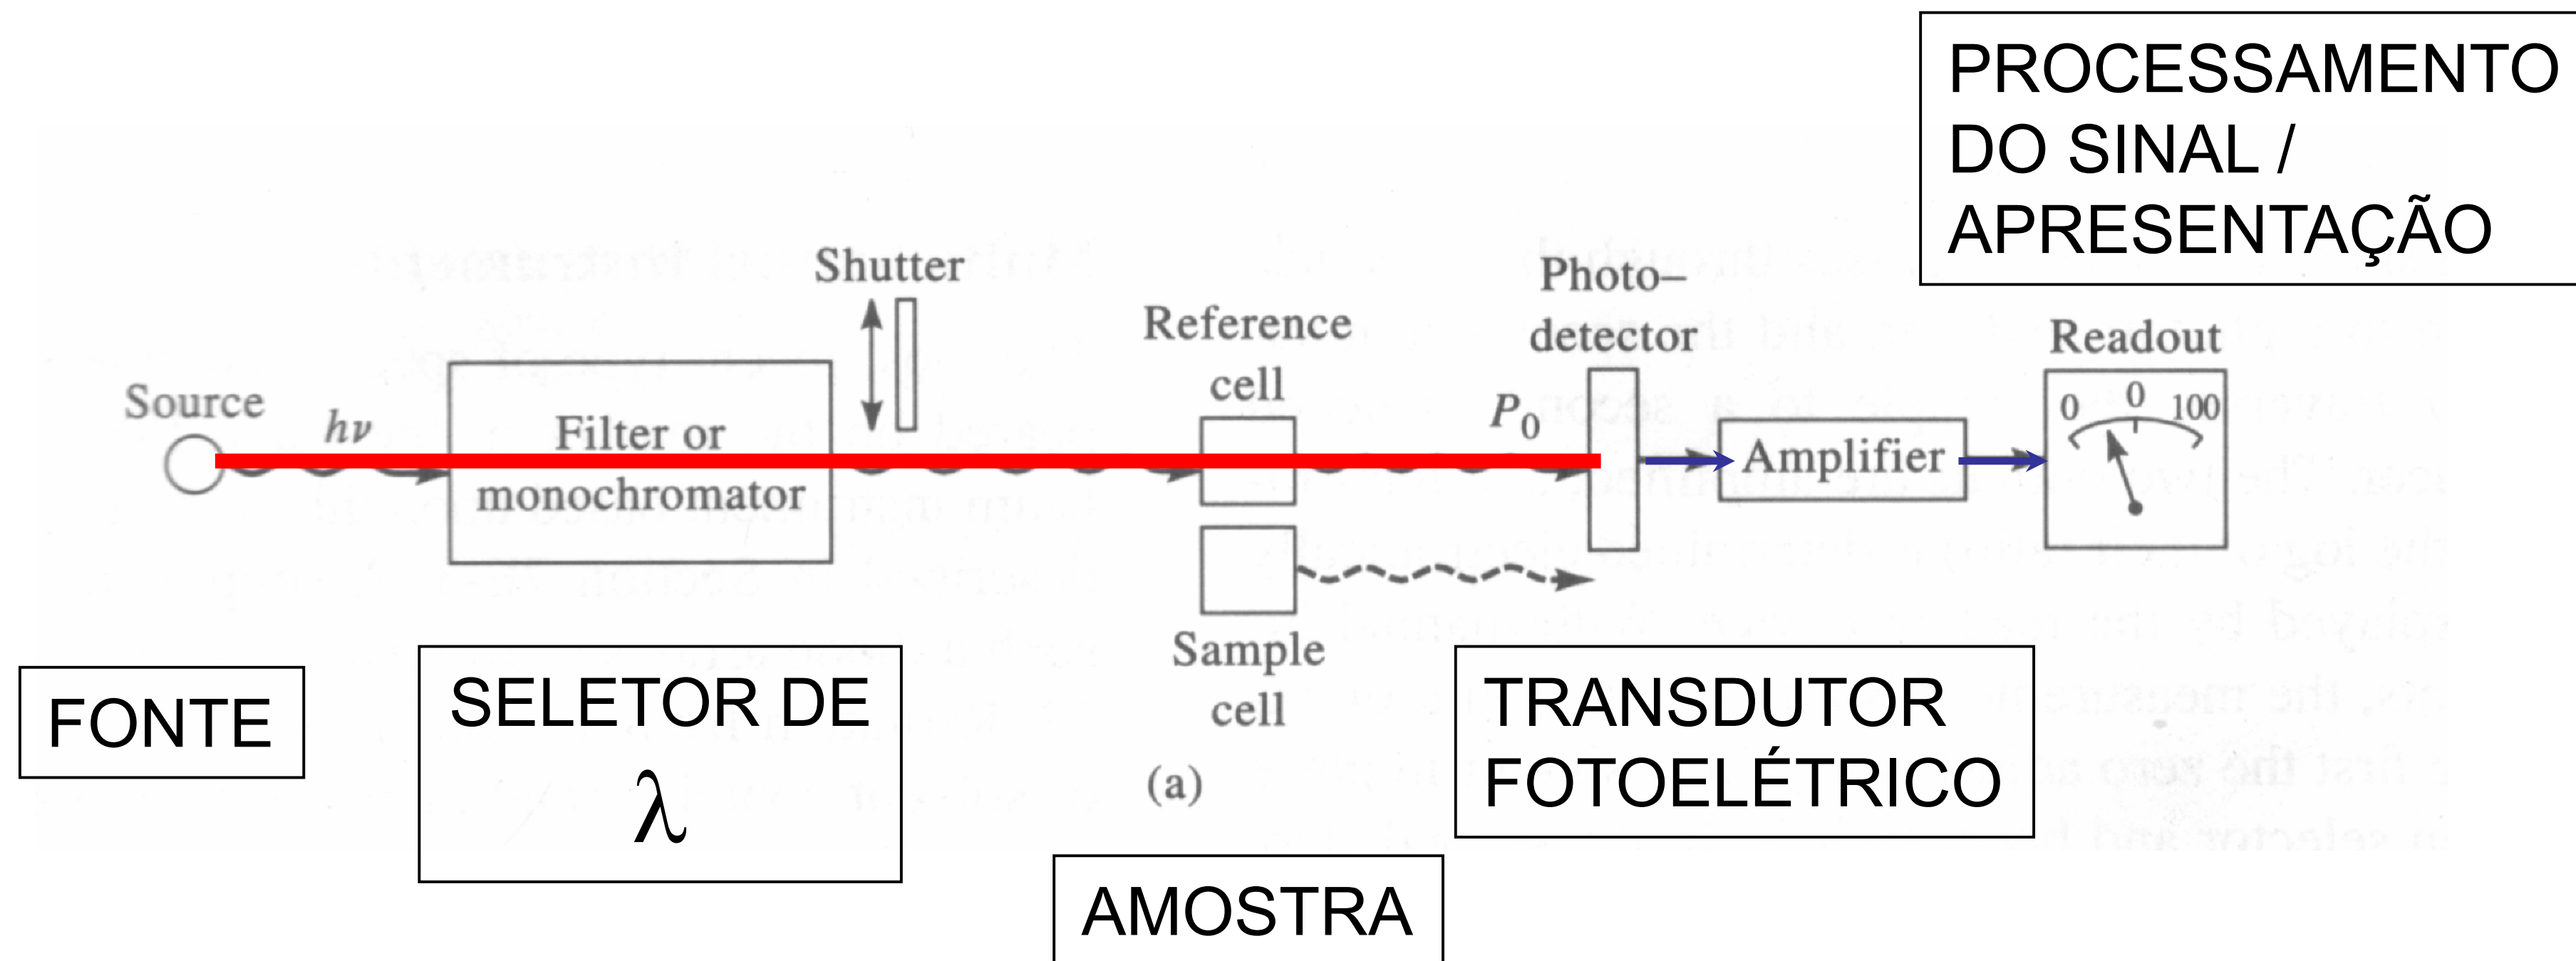 PROCESSAMENTO
DO SINAL /
APRESENTAÇÃO
Shutter
Photo–
detector
Reference
cell
Readout
Source
hν
Filter or
monochromator
P0
Amplifier
0 0 100
Sample
cell
(a)
FONTE
SELETOR DE
λ
TRANSDUTOR
FOTOELÉTRICO
AMOSTRA